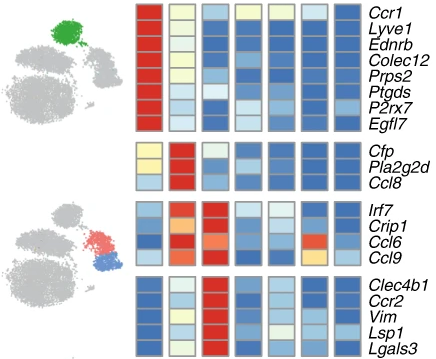 Ccr1
Lyve1
Ednrb
Colec12
Prps2
Ptgds
P2rx7
Egfl7
Cfp
Pla2g2d
Ccl8
Irf7
Crip1
Ccl6
Ccl9
Clec4b1
Ccr2
Vim
Lsp1
Lgals3